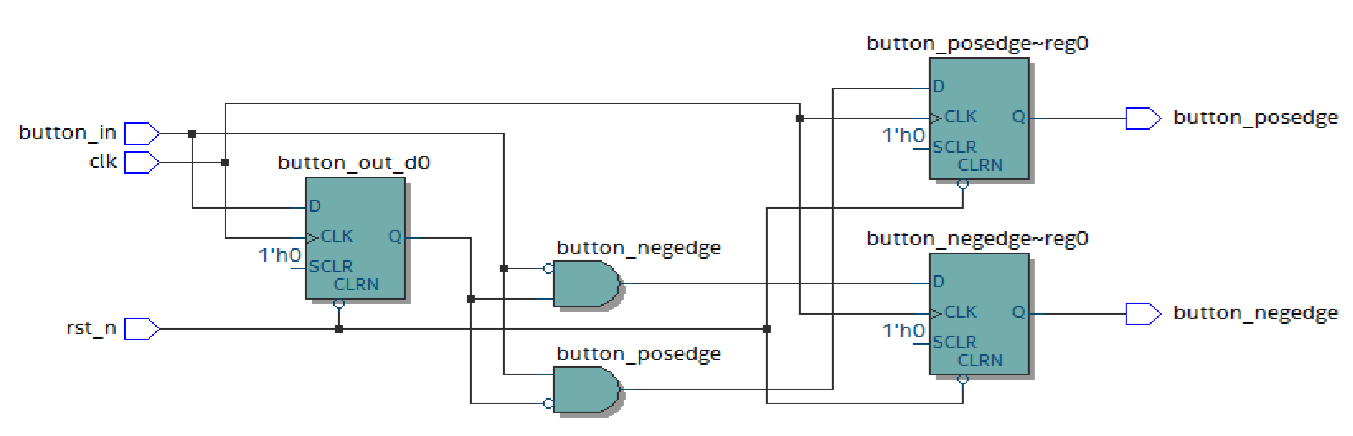 button_posedge~reg0
D
CLK
Q
1'h0
SCLR
CLRN
button_posedge
button_in
clk
button_out_d0
D
CLK
Q
1'h0
SCLR
CLRN
rst_n
button_negedge
button_posedge
button_negedge~reg0
D
CLK
Q
1'h0
SCLR
CLRN
button_negedge